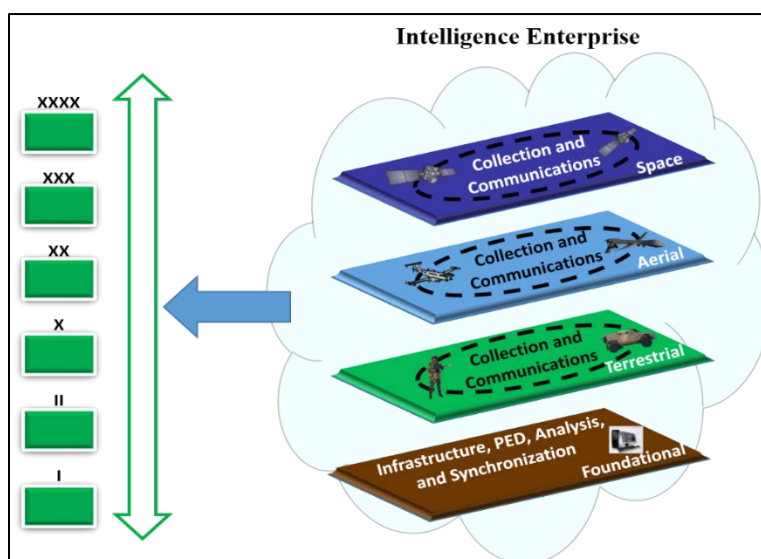 Intelligence Enterprise
XXXX
XXX
XX
X
II
I
Collection and
Communications
Space
Collection and
Communications
Aerial
Collection and
Communications
Terrestrial
Infrastructure, PED, Analysis,
and Synchronization
Foundational